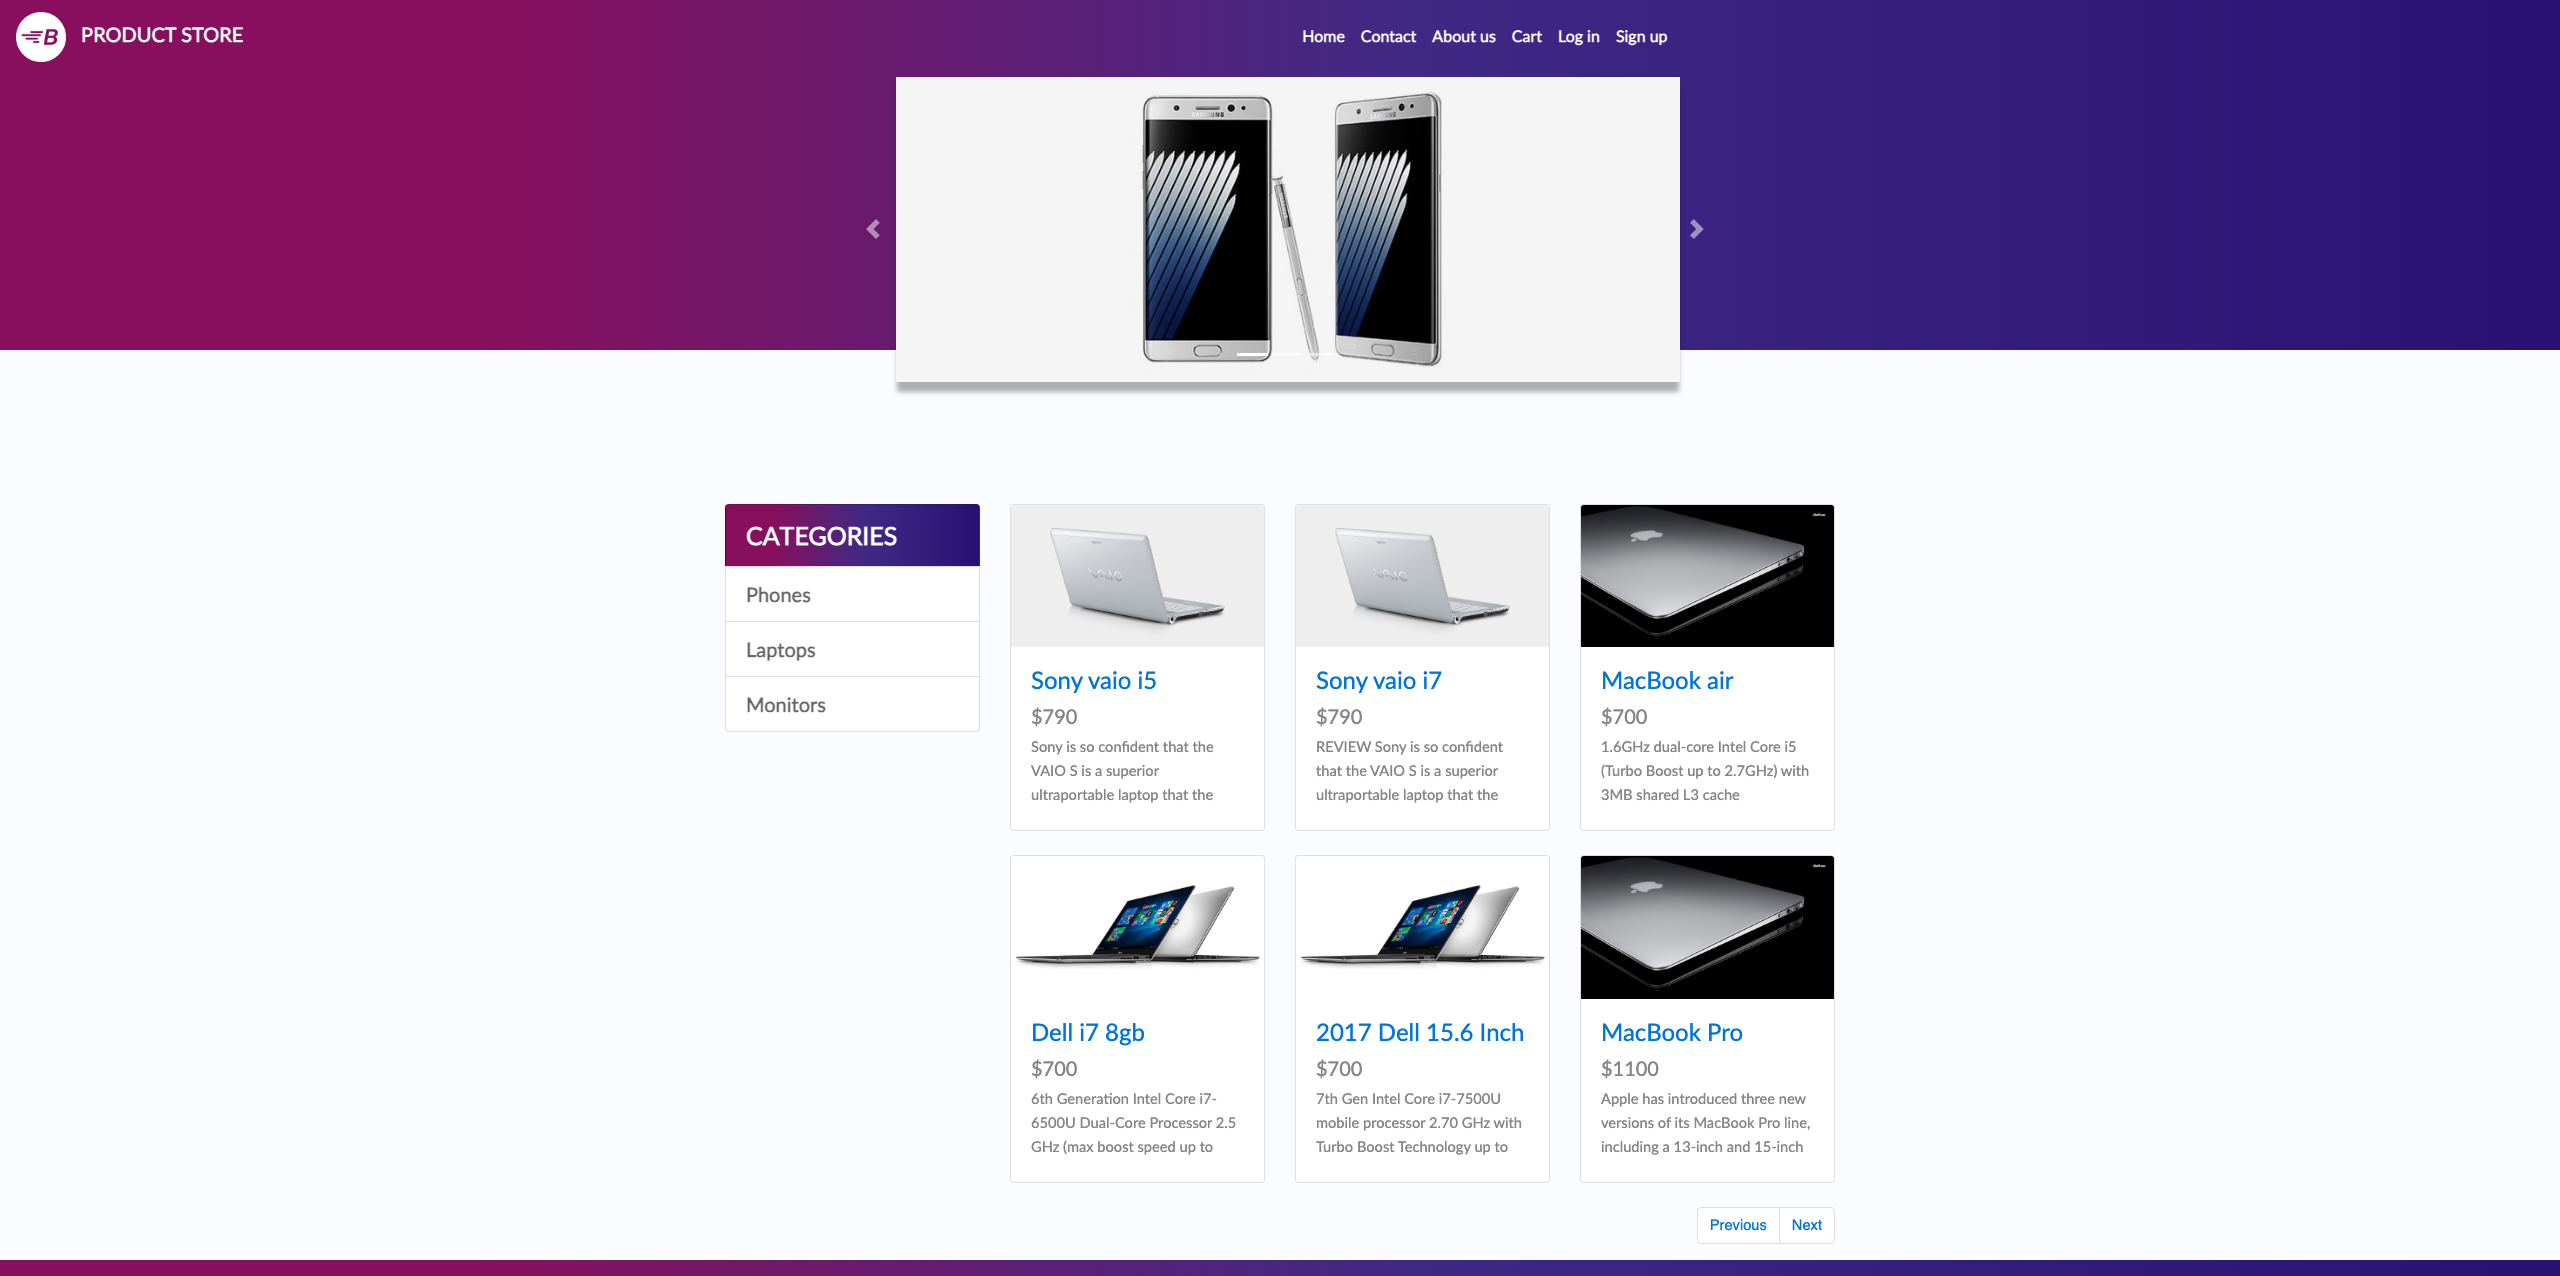 B PRODUCT STORE
Home Contact About us Cart Log in Sign up
SAMSUNG SAMSUNG
CATEGORIES
Phones
Laptops
Monitors
VAIO
Sony vaio i5
$790
Sony is so confident that the
VAIO S is a superior
ultraportable laptop that the
VAIO
Sony vaio i7
$790
REVIEW Sony is so confident
that the VAIO S is a superior
ultraportable laptop that the
MacBook air
$700
1.6GHz dual-core Intel Core i5
(Turbo Boost up to 2.7GHz) with
3MB shared L3 cache
Dell i7 8gb
$700
6th Generation Intel Core i7-
6500U Dual-Core Processor 2.5
GHz (max boost speed up to
2017 Dell 15.6 Inch
$700
7th Gen Intel Core i7-7500U
mobile processor 2.70 GHz with
Turbo Boost Technology up to
MacBook Pro
$1100
Apple has introduced three new
versions of its MacBook Pro line,
including a 13-inch and 15-inch
Previous Next